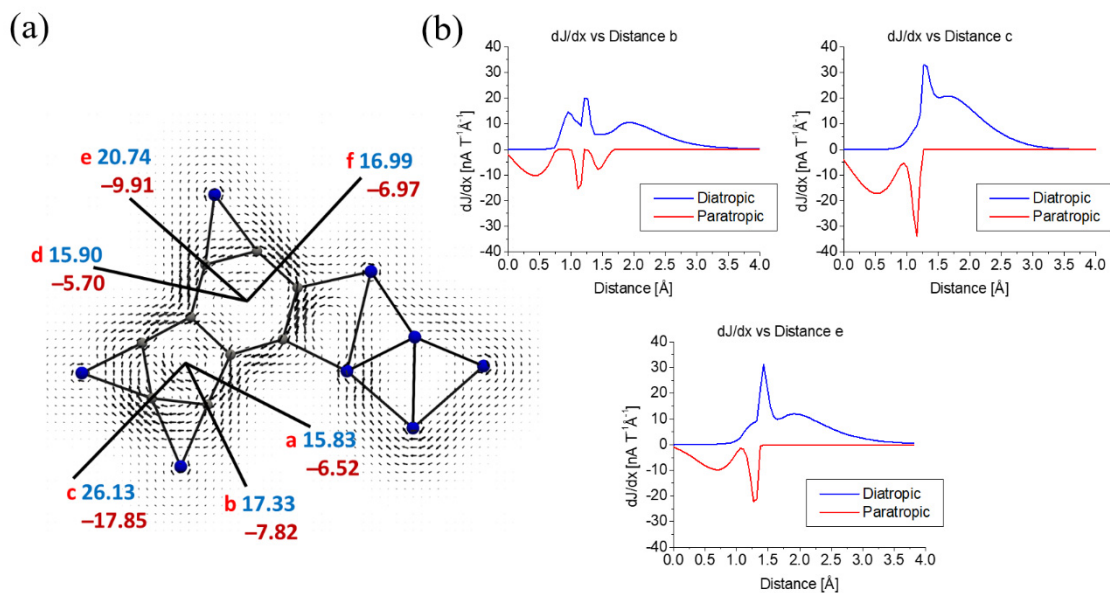 (a)
e 20.74
−9.91
f 16.99
−6.97
d 15.90
−5.70
a 15.83
−6.52
c 26.13
−17.85
b 17.33
−7.82
(b)
dJ/dx vs Distance b
dJ/dx [nA T⁻¹Å⁻¹]
40
30
20
10
0
-10
-20
-30
-40
Diatropic
Paratropic
0.0 0.5 1.0 1.5 2.0 2.5 3.0 3.5 4.0
Distance [Å]
dJ/dx vs Distance c
dJ/dx [nA T⁻¹Å⁻¹]
40
30
20
10
0
-10
-20
-30
-40
Diatropic
Paratropic
0.0 0.5 1.0 1.5 2.0 2.5 3.0 3.5 4.0
Distance [Å]
dJ/dx vs Distance e
dJ/dx [nA T⁻¹Å⁻¹]
40
30
20
10
0
-10
-20
-30
-40
Diatropic
Paratropic
0.0 0.5 1.0 1.5 2.0 2.5 3.0 3.5 4.0
Distance [Å]